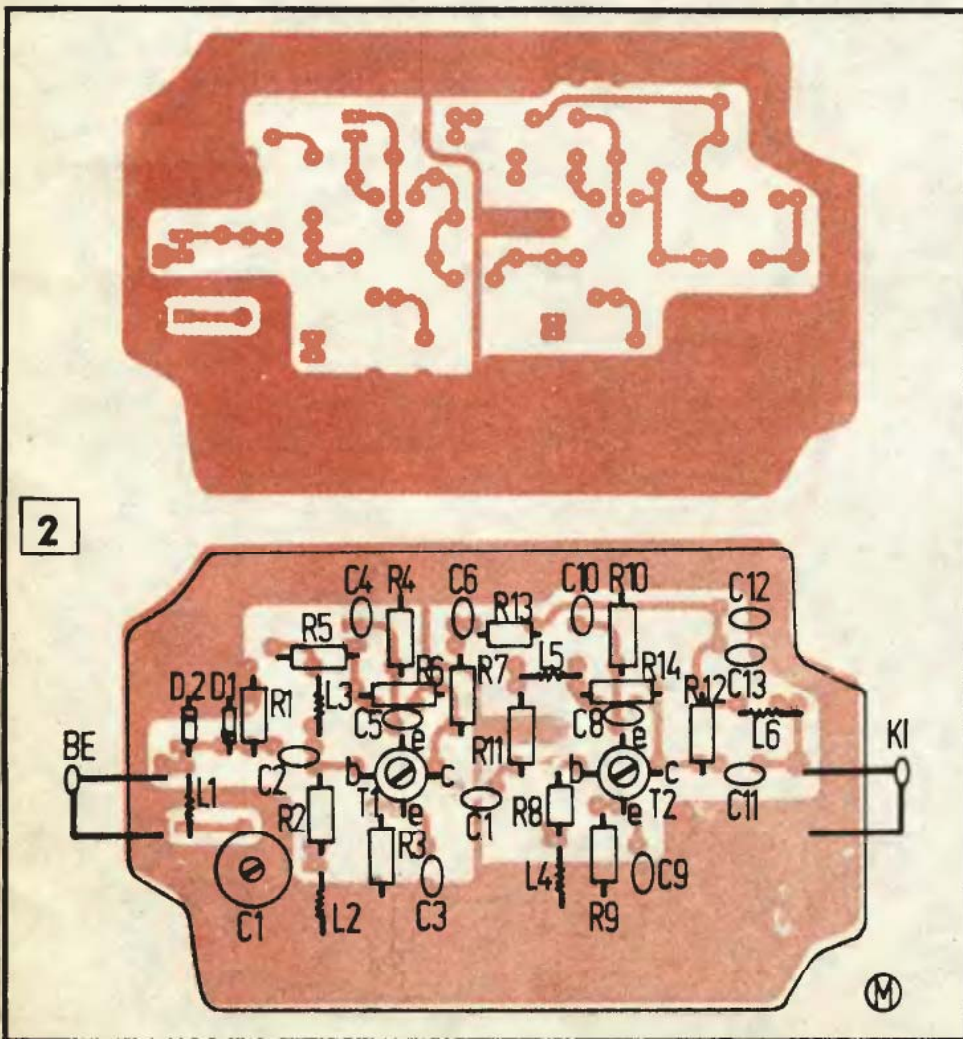 2
C4 R4 C6 C10 R10 C12
R5 R13
R6 R7 L5 R14 C13
D2 D1 R1 L3 C5 C8 R12 L6
BE C2 e R11 e KI
b c b c C11
L1 R2 T1 C1 R8 T2
e e
R3 L4 C9
C1 L2 C3 R9
M